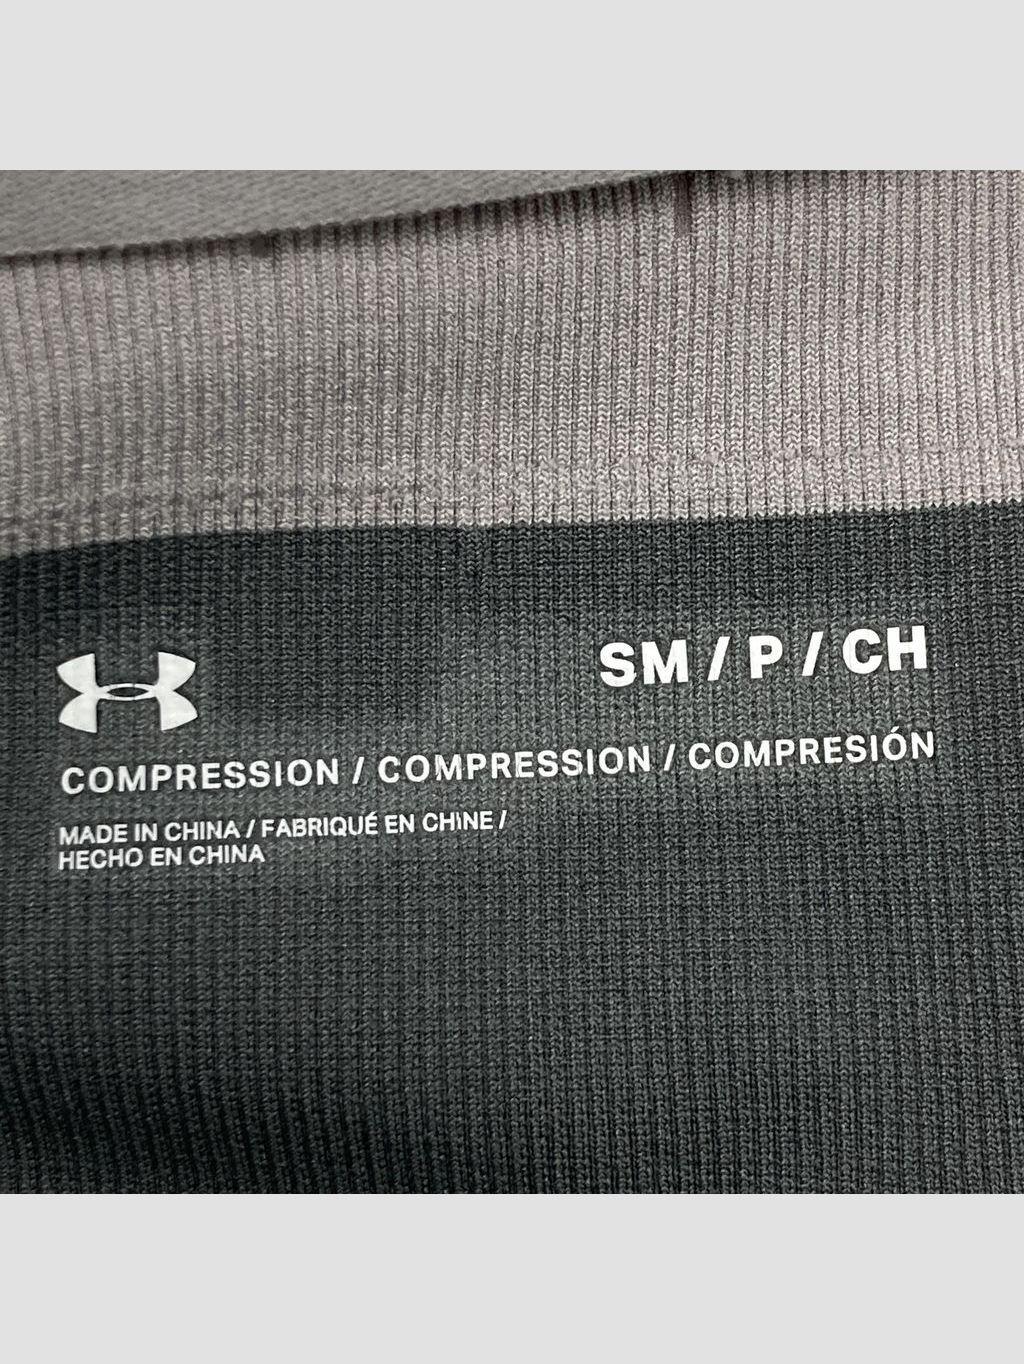 SM / P / CH
COMPRESSION / COMPRESSION / COMPRESIÓN
MADE IN CHINA / FABRIQUÉ EN CHINE /
HECHO EN CHINA